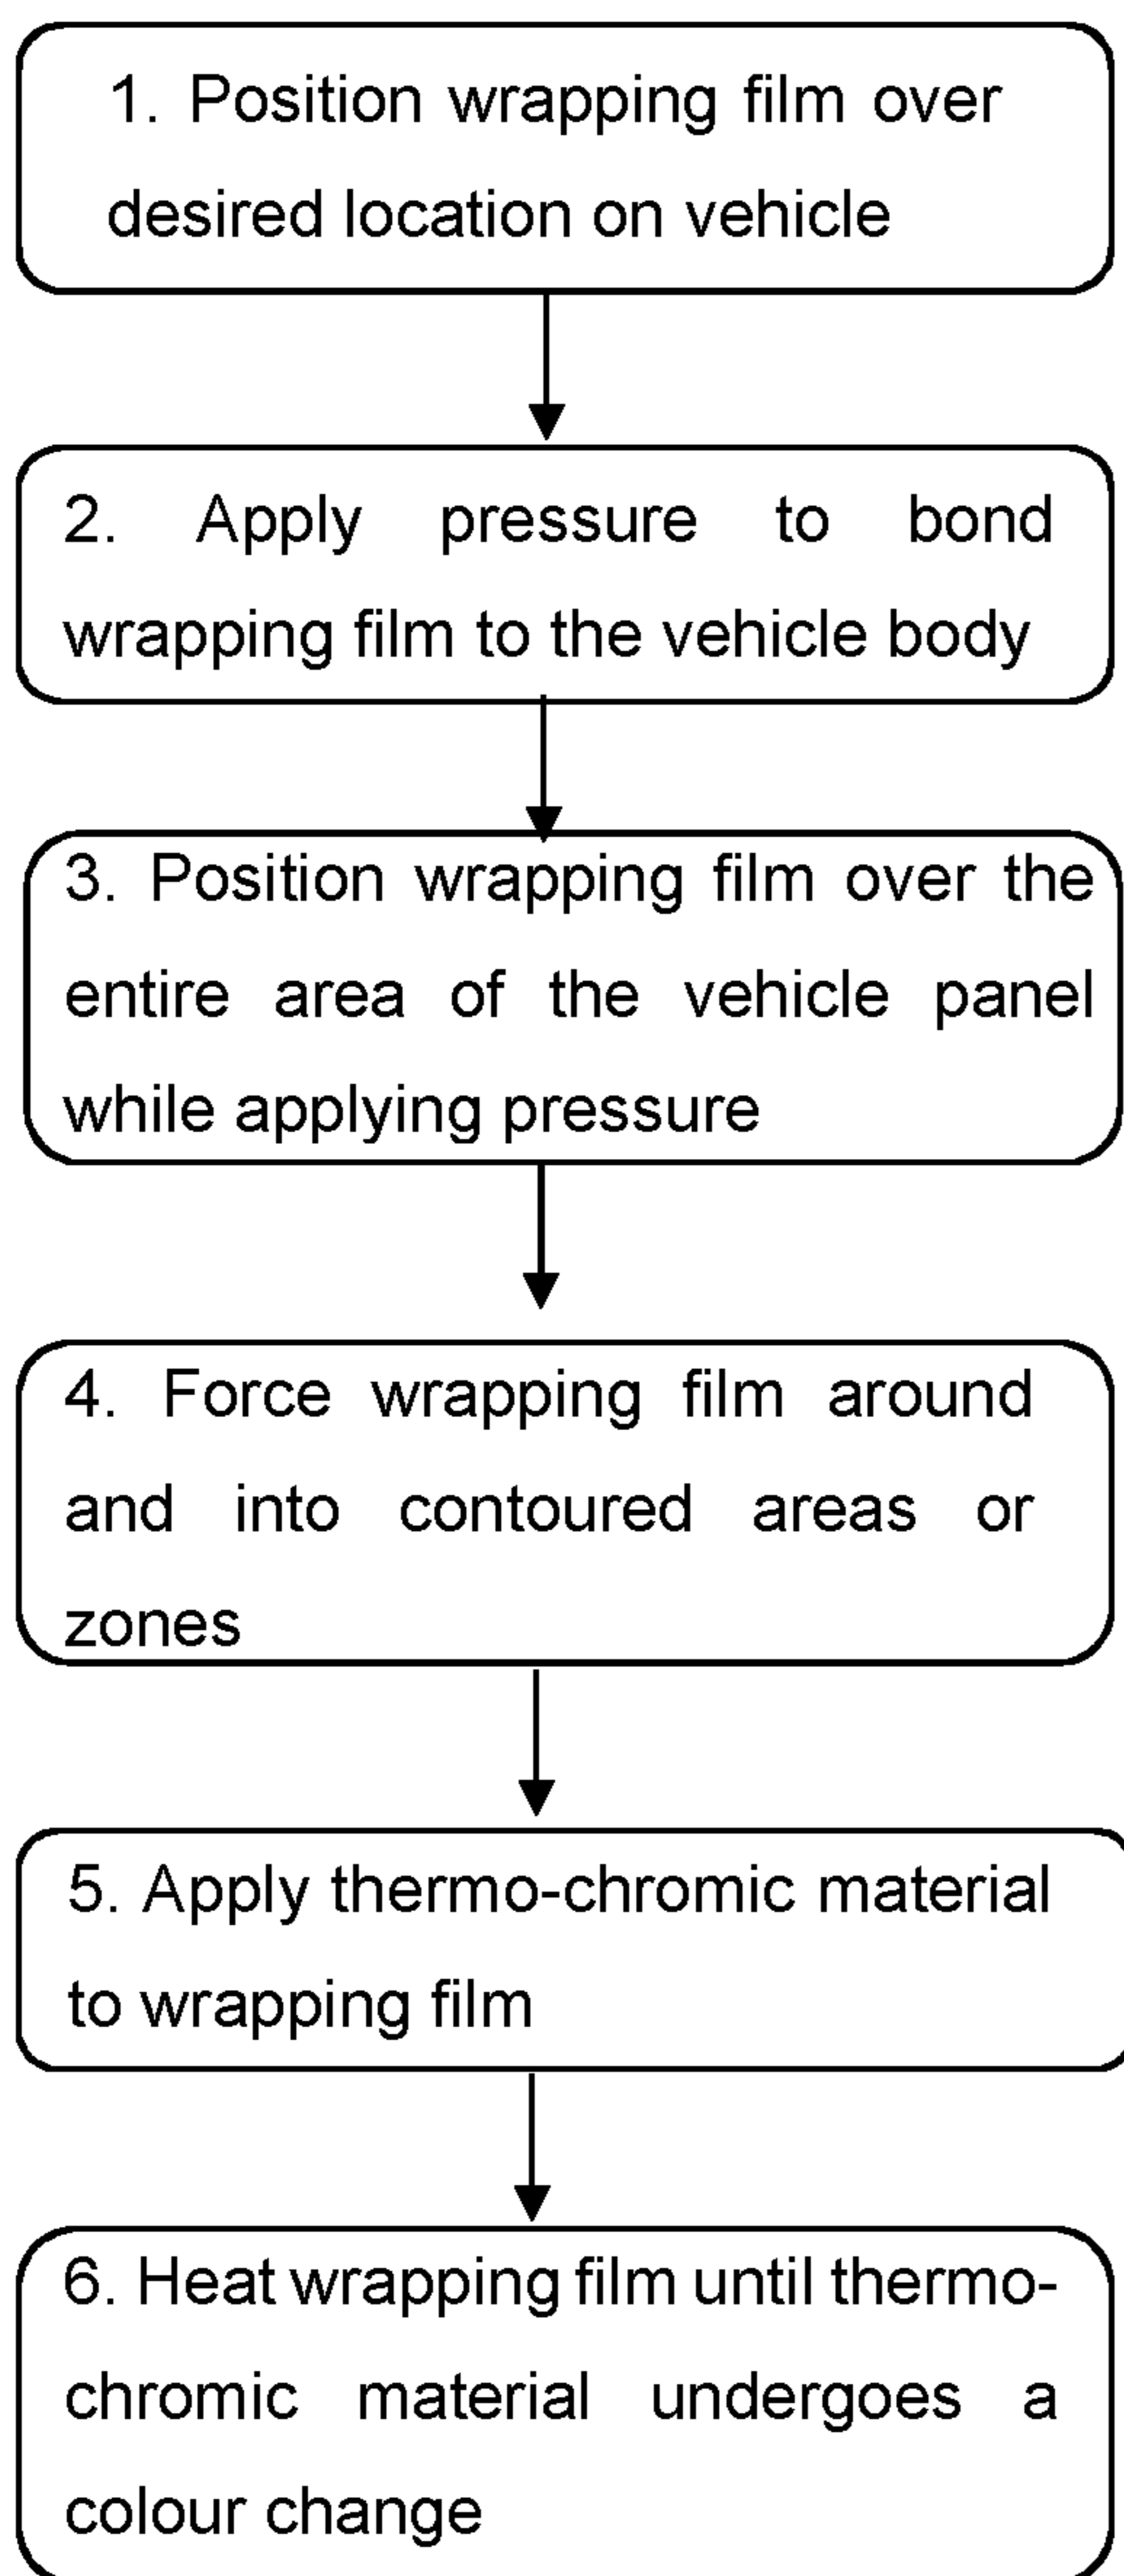 1. Position wrapping film over
desired location on vehicle
2. Apply pressure to bond
wrapping film to the vehicle body
3. Position wrapping film over the
entire area of the vehicle panel
while applying pressure
4. Force wrapping film around
and into contoured areas or
zones
5. Apply thermo-chromic material
to wrapping film
6. Heat wrapping film until thermo-
chromic material undergoes a
colour change